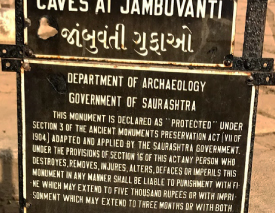 CAVES AT JAMBUVANTI
જાંબુવંતી ગુફાઓ
DEPARTMENT OF ARCHAEOLOGY
GOVERNMENT OF SAURASHTRA
THIS MONUMENT IS DECLARED AS "PROTECTED" UNDER
SECTION 3 OF THE ANCIENT MONUMENTS PRESERVATION ACT (VII OF
1904) ADAPTED AND APPLIED BY THE SAURASHTRA GOVERNMENT.
UNDER THE PROVISIONS OF SECTION 16 OF THIS ACT ANY PERSON WHO
DESTROYES, REMOVES, INJURES, ALTERS, DEFACES OR IMPERILS THIS
MONUMENT IN ANY MANNER SHALL BE LIABLE TO PUNISHMENT WITH FI-
NE WHICH MAY EXTEND TO FIVE THOUSAND RUPEES OR WITH IMPRI-
SONMENT WHICH MAY EXTEND TO THREE MONTHS OR WITH BOTH